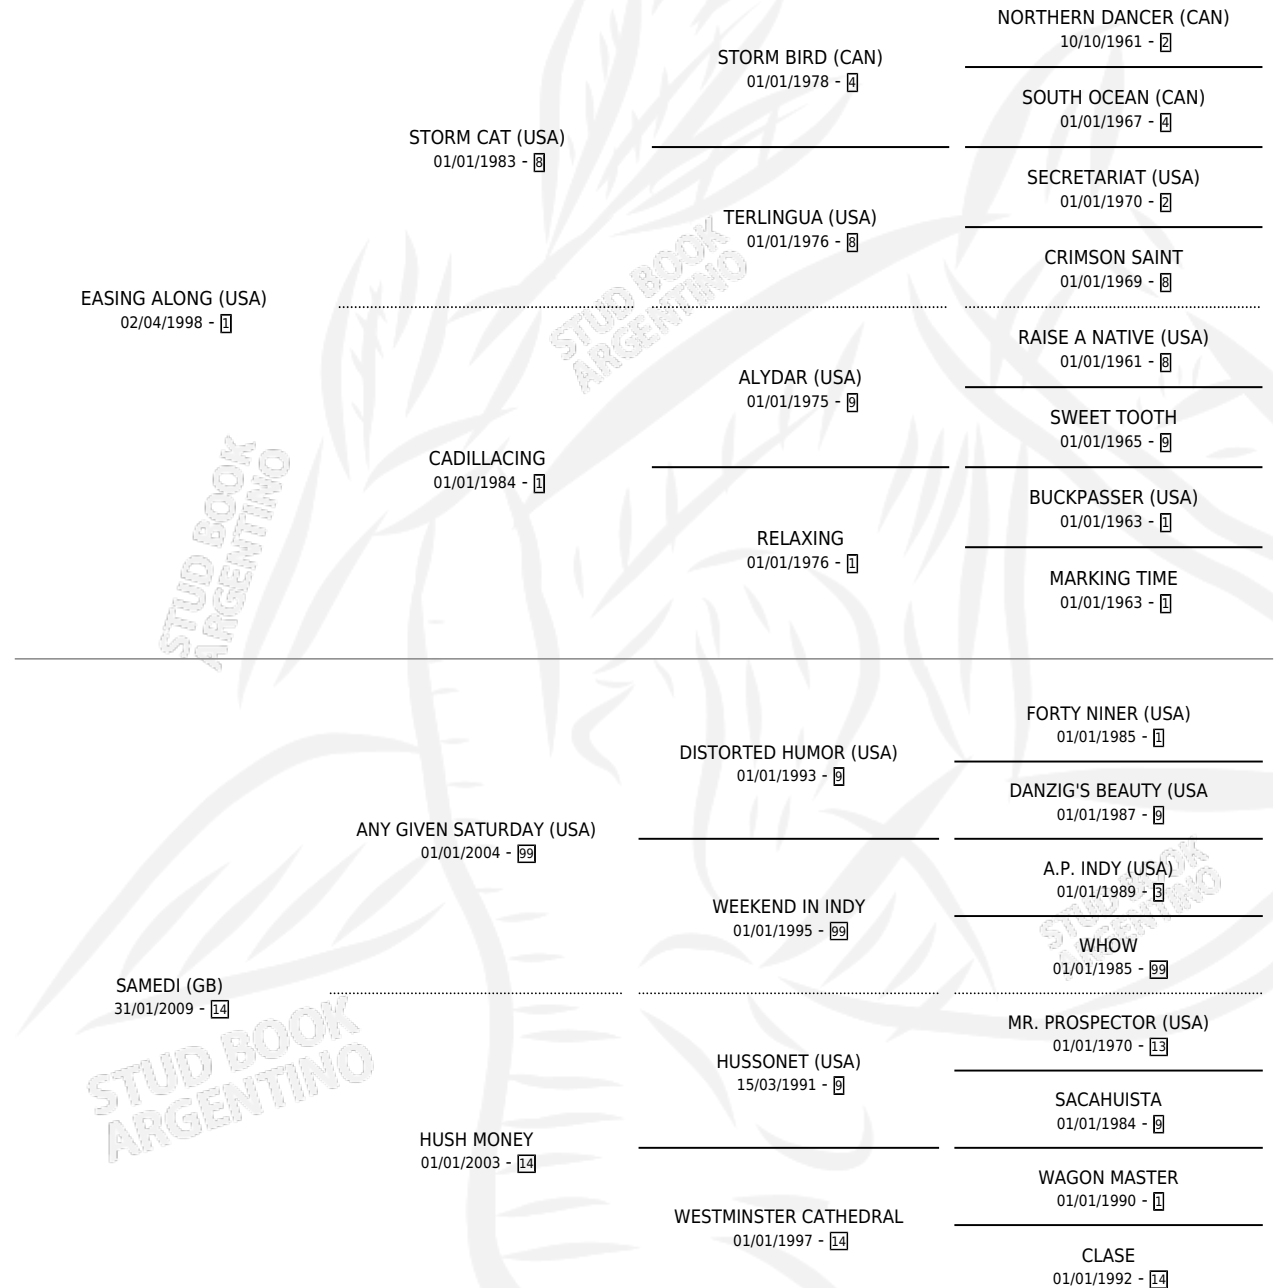 NORTHERN DANCER (CAN)
10/10/1961 - 2
STORM BIRD (CAN)
01/01/1978 - 4
SOUTH OCEAN (CAN)
01/01/1967 - 4
STORM CAT (USA)
01/01/1983 - 8
SECRETARIAT (USA)
01/01/1970 - 2
TERLINGUA (USA)
01/01/1976 - 8
CRIMSON SAINT
01/01/1969 - 8
EASING ALONG (USA)
02/04/1998 - 1
STUD BOOK
ARGENTINO
RAISE A NATIVE (USA)
01/01/1961 - 8
ALYDAR (USA)
01/01/1975 - 9
SWEET TOOTH
01/01/1965 - 9
CADILLACING
01/01/1984 - 1
BUCKPASSER (USA)
01/01/1963 - 1
RELAXING
01/01/1976 - 1
MARKING TIME
01/01/1963 - 1
STUD BOOK
ARGENTINO
FORTY NINER (USA)
01/01/1985 - 1
DISTORTED HUMOR (USA)
01/01/1993 - 9
DANZIG'S BEAUTY (USA
01/01/1987 - 9
ANY GIVEN SATURDAY (USA)
01/01/2004 - 99
A.P. INDY (USA)
01/01/1989 - 3
WEEKEND IN INDY
01/01/1995 - 99
STUD BOOK
ARGENTINO
WHOW
01/01/1985 - 99
SAMEDI (GB)
31/01/2009 - 14
STUD BOOK
ARGENTINO
MR. PROSPECTOR (USA)
01/01/1970 - 13
HUSSONET (USA)
15/03/1991 - 9
SACAHUISTA
01/01/1984 - 9
HUSH MONEY
01/01/2003 - 14
WAGON MASTER
01/01/1990 - 1
WESTMINSTER CATHEDRAL
01/01/1997 - 14
CLASE
01/01/1992 - 14